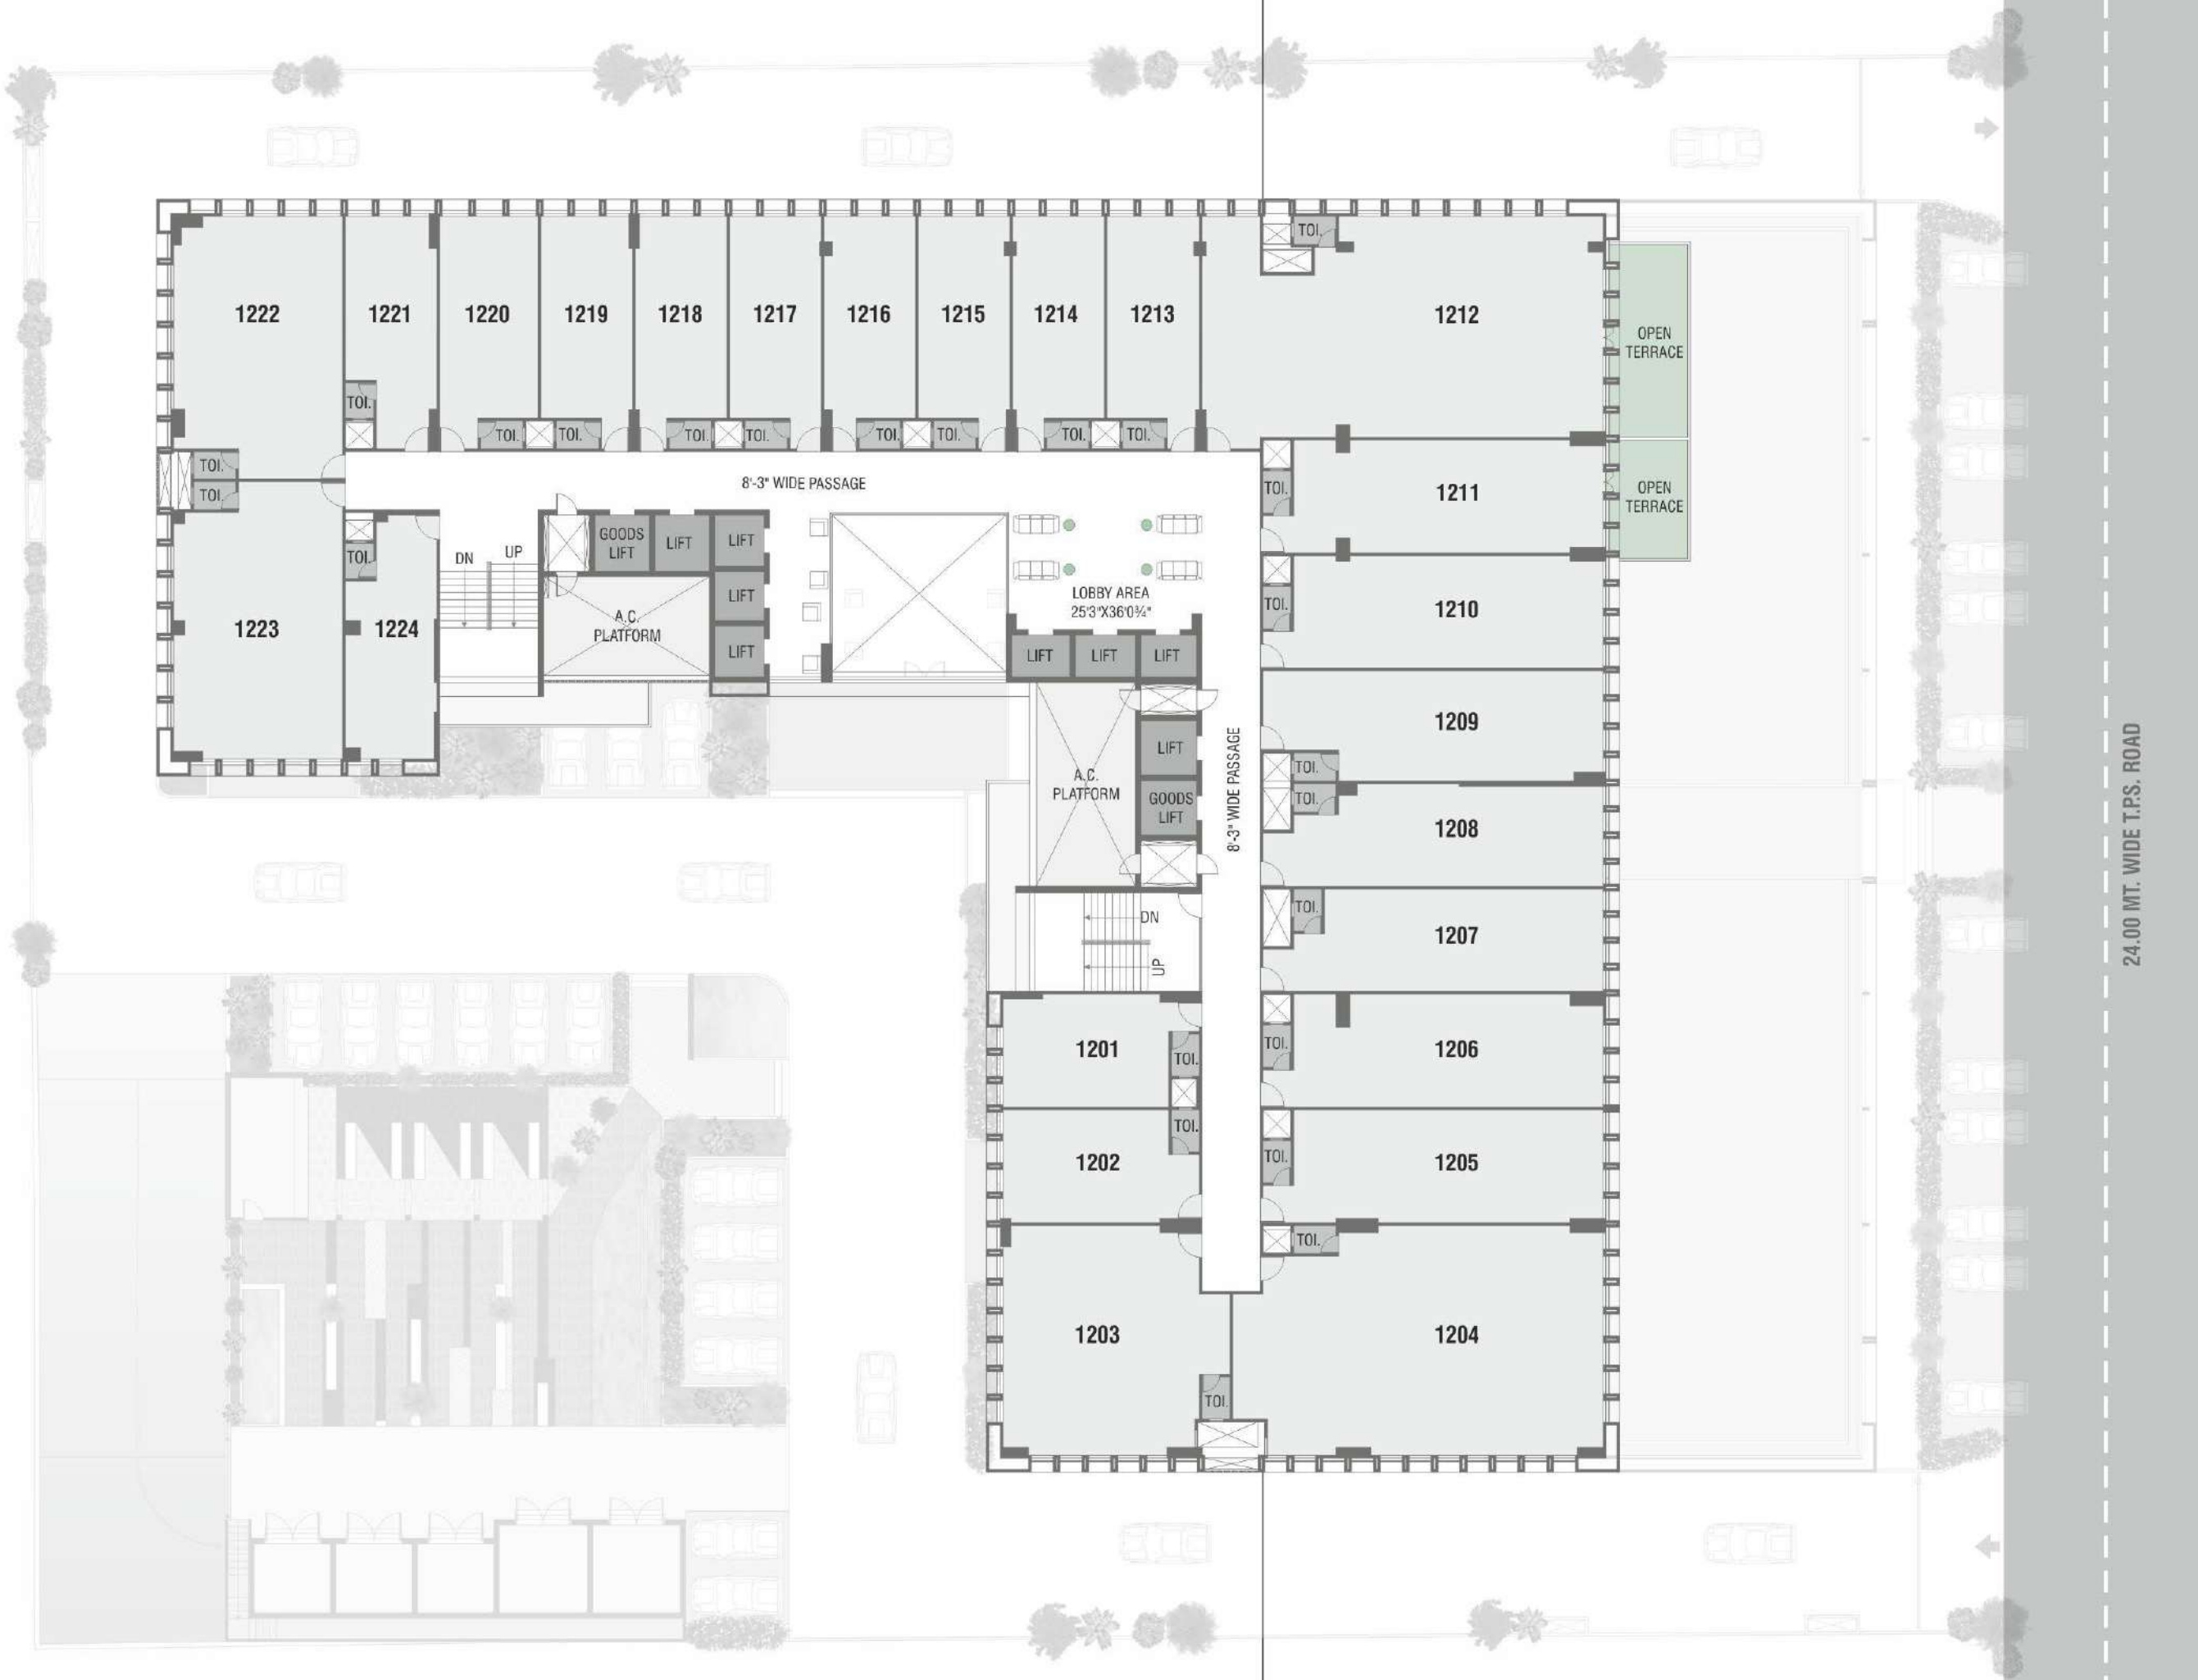 TOI.
1222
1221
1220
1219
1218
1217
1216
1215
1214
1213
1212
OPEN
TERRACE
TOI.
TOI.
TOI.
TOI.
TOI.
TOI.
TOI.
TOI.
TOI.
TOI.
TOI.
8'-3" WIDE PASSAGE
TOI.
1211
OPEN
TERRACE
TOI.
DN
UP
GOODS
LIFT
LIFT
LIFT
LIFT
LIFT
A.C.
PLATFORM
LOBBY AREA
25'3"X36'0¾"
TOI.
1210
1223
1224
LIFT
LIFT
LIFT
1209
LIFT
A.C.
PLATFORM
GOODS
LIFT
8'-3" WIDE PASSAGE
TOI.
TOI.
1208
24.00 MT. WIDE T.P.S. ROAD
DN
UP
TOI.
1207
1201
TOI.
TOI.
1206
1202
TOI.
TOI.
1205
TOI.
1203
1204
TOI.